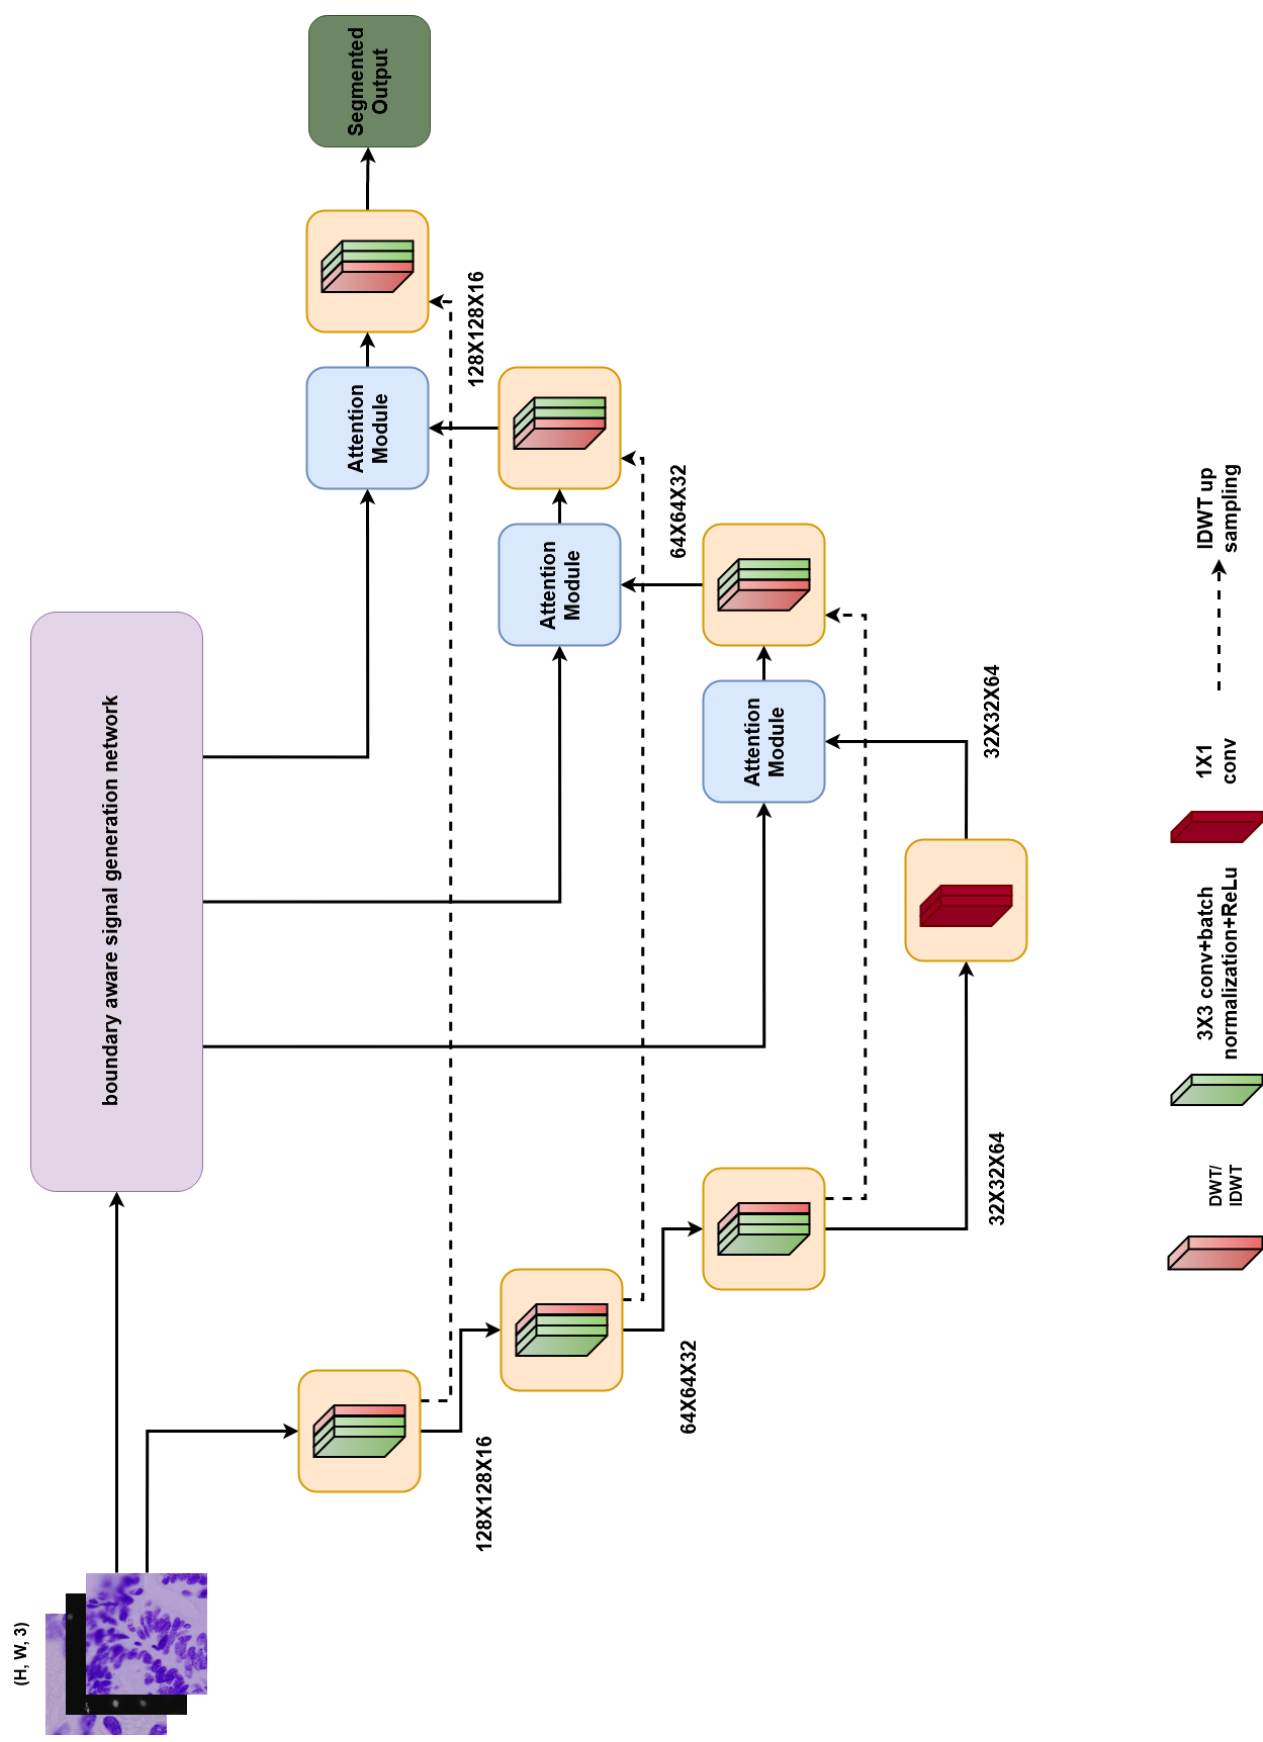 (H, W, 3)
boundary aware signal generation network
128X128X16
64X64X32
32X32X64
Attention
Module
32X32X64
Attention
Module
64X64X32
Attention
Module
128X128X16
Segmented
Output
DWT/
IDWT
3X3 conv+batch
normalization+ReLu
1X1
conv
IDWT up
sampling